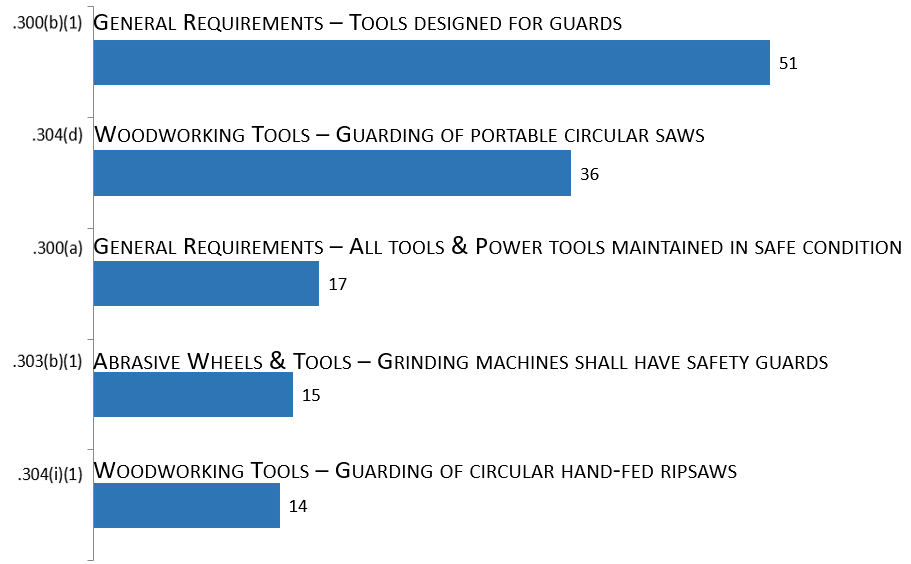 .300(b)(1) General Requirements – Tools designed for guards
51
.304(d) Woodworking Tools – Guarding of portable circular saws
36
.300(a) General Requirements – All tools & Power tools maintained in safe condition
17
.303(b)(1) Abrasive Wheels & Tools – Grinding machines shall have safety guards
15
.304(i)(1) Woodworking Tools – Guarding of circular hand-fed ripsaws
14